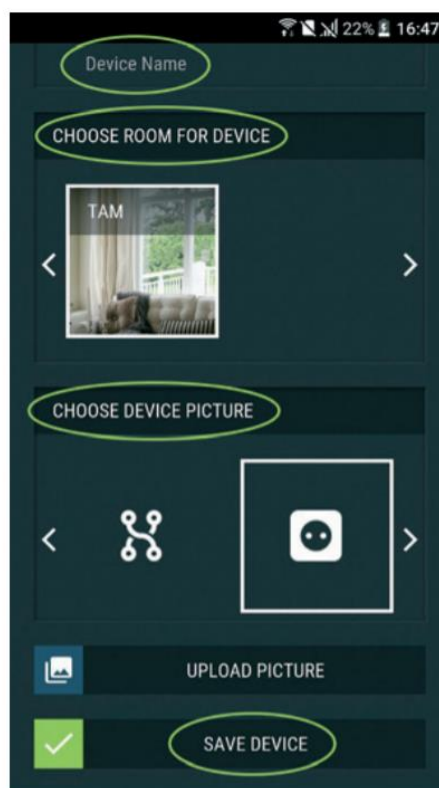 22% 16:47
Device Name
CHOOSE ROOM FOR DEVICE
TAM
CHOOSE DEVICE PICTURE
UPLOAD PICTURE
SAVE DEVICE